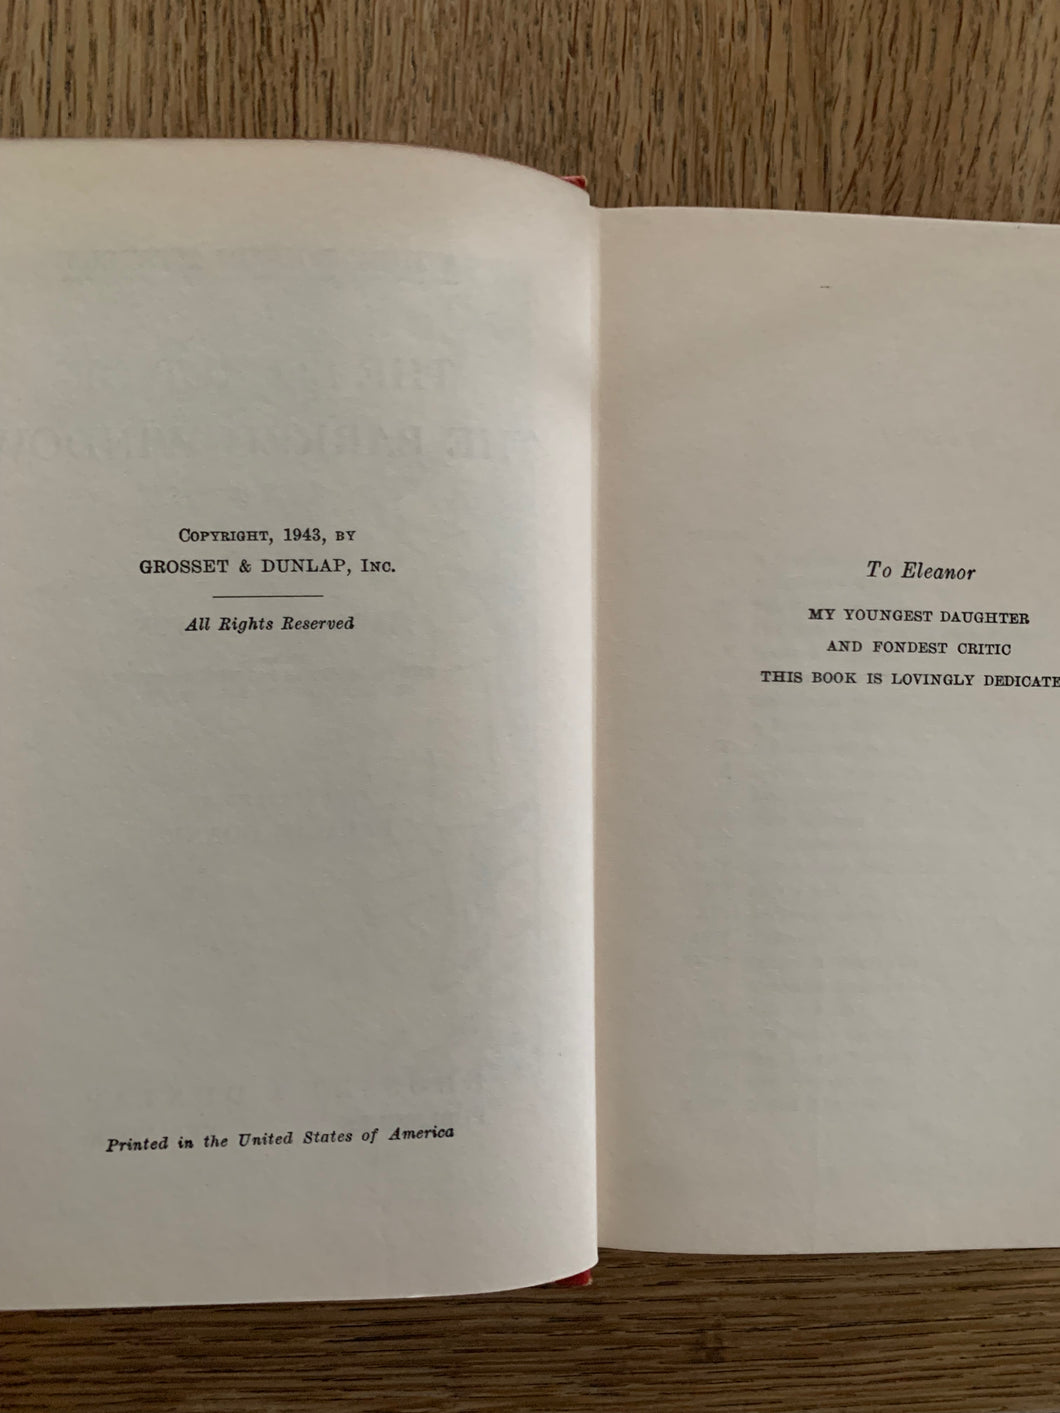 COPYRIGHT, 1943, BY
GROSSET & DUNLAP, INC.
All Rights Reserved
Printed in the United States of America
To Eleanor
MY YOUNGEST DAUGHTER
AND FONDEST CRITIC
THIS BOOK IS LOVINGLY DEDICATE